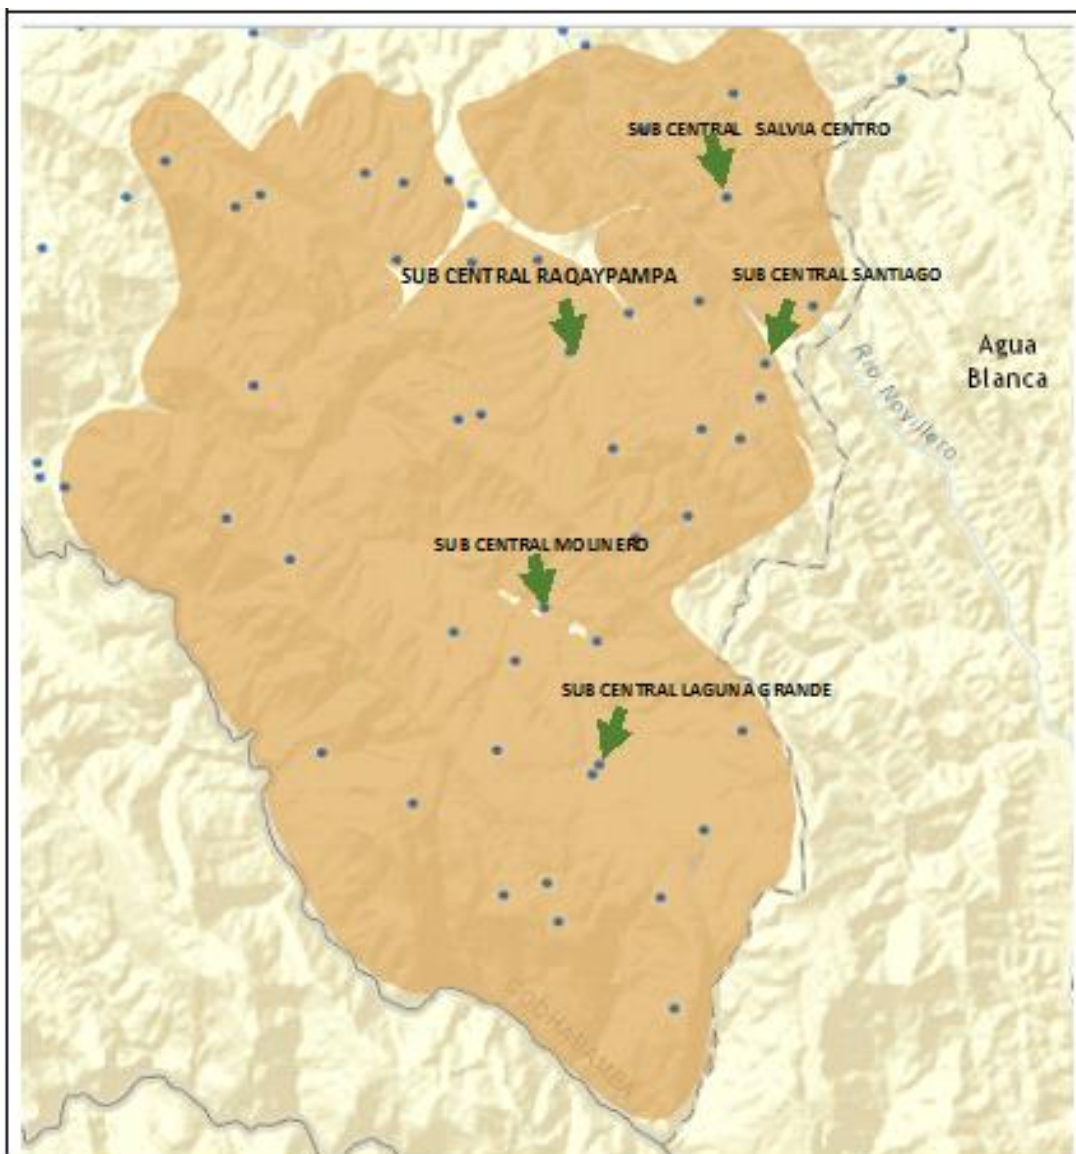 SUB CENTRAL SALVIA CENTRO
SUB CENTRAL RAQAYPAMPA
SUB CENTRAL SANTIAGO
Agua
Blanca
Río Novillero
SUB CENTRAL MOLINERO
SUB CENTRAL LAGUNA GRANDE
COCHABAMBA